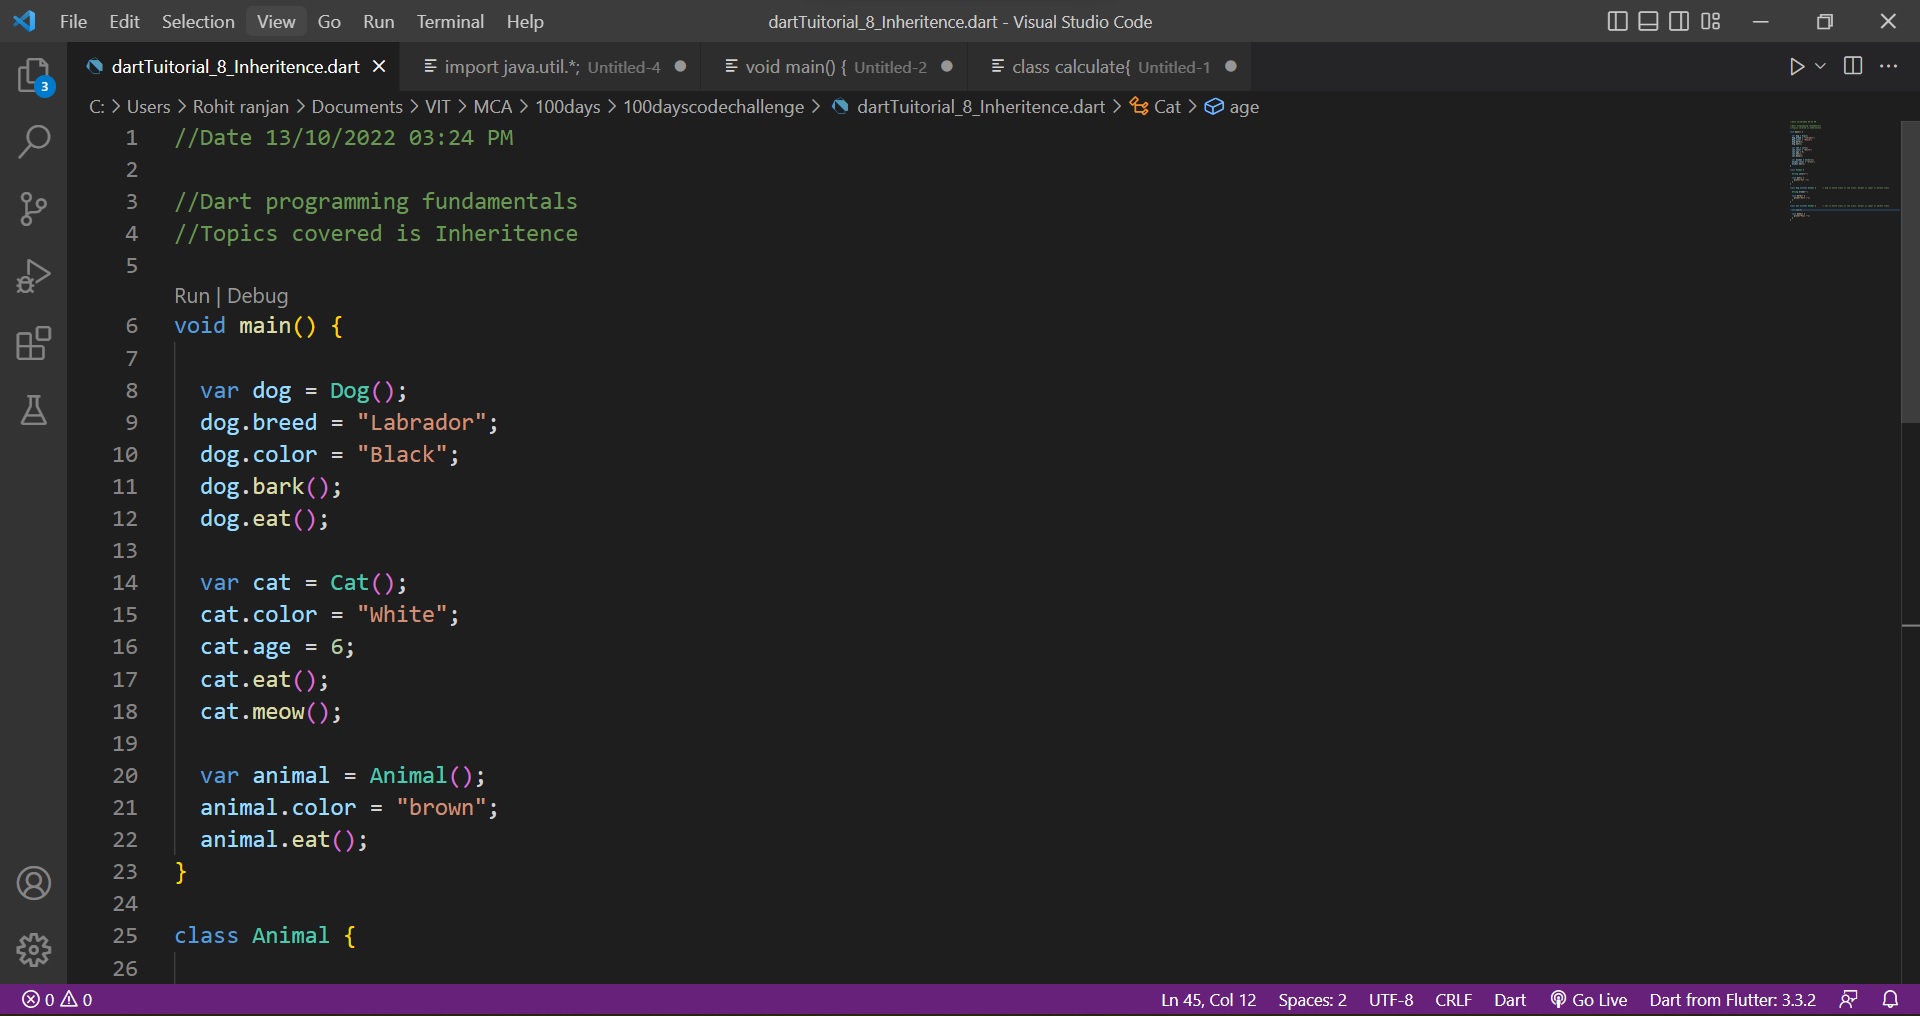 File Edit Selection View Go Run Terminal Help dartTuitorial_8_Inheritence.dart - Visual Studio Code
dartTuitorial_8_Inheritence.dart import java.util.*; Untitled-4 void main() { Untitled-2 class calculate{ Untitled-1
3
C: > Users > Rohit ranjan > Documents > VIT > MCA > 100days > 100dayscodechallenge > dartTuitorial_8_Inheritence.dart > Cat > age
1 //Date 13/10/2022 03:24 PM
2
3 //Dart programming fundamentals
4 //Topics covered is Inheritence
5
Run | Debug
6 void main() {
7
8 var dog = Dog();
9 dog.breed = "Labrador";
10 dog.color = "Black";
11 dog.bark();
12 dog.eat();
13
14 var cat = Cat();
15 cat.color = "White";
16 cat.age = 6;
17 cat.eat();
18 cat.meow();
19
20 var animal = Animal();
21 animal.color = "brown";
22 animal.eat();
23 }
24
25 class Animal {
26
0 0 Ln 45, Col 12 Spaces: 2 UTF-8 CRLF Dart Go Live Dart from Flutter: 3.3.2